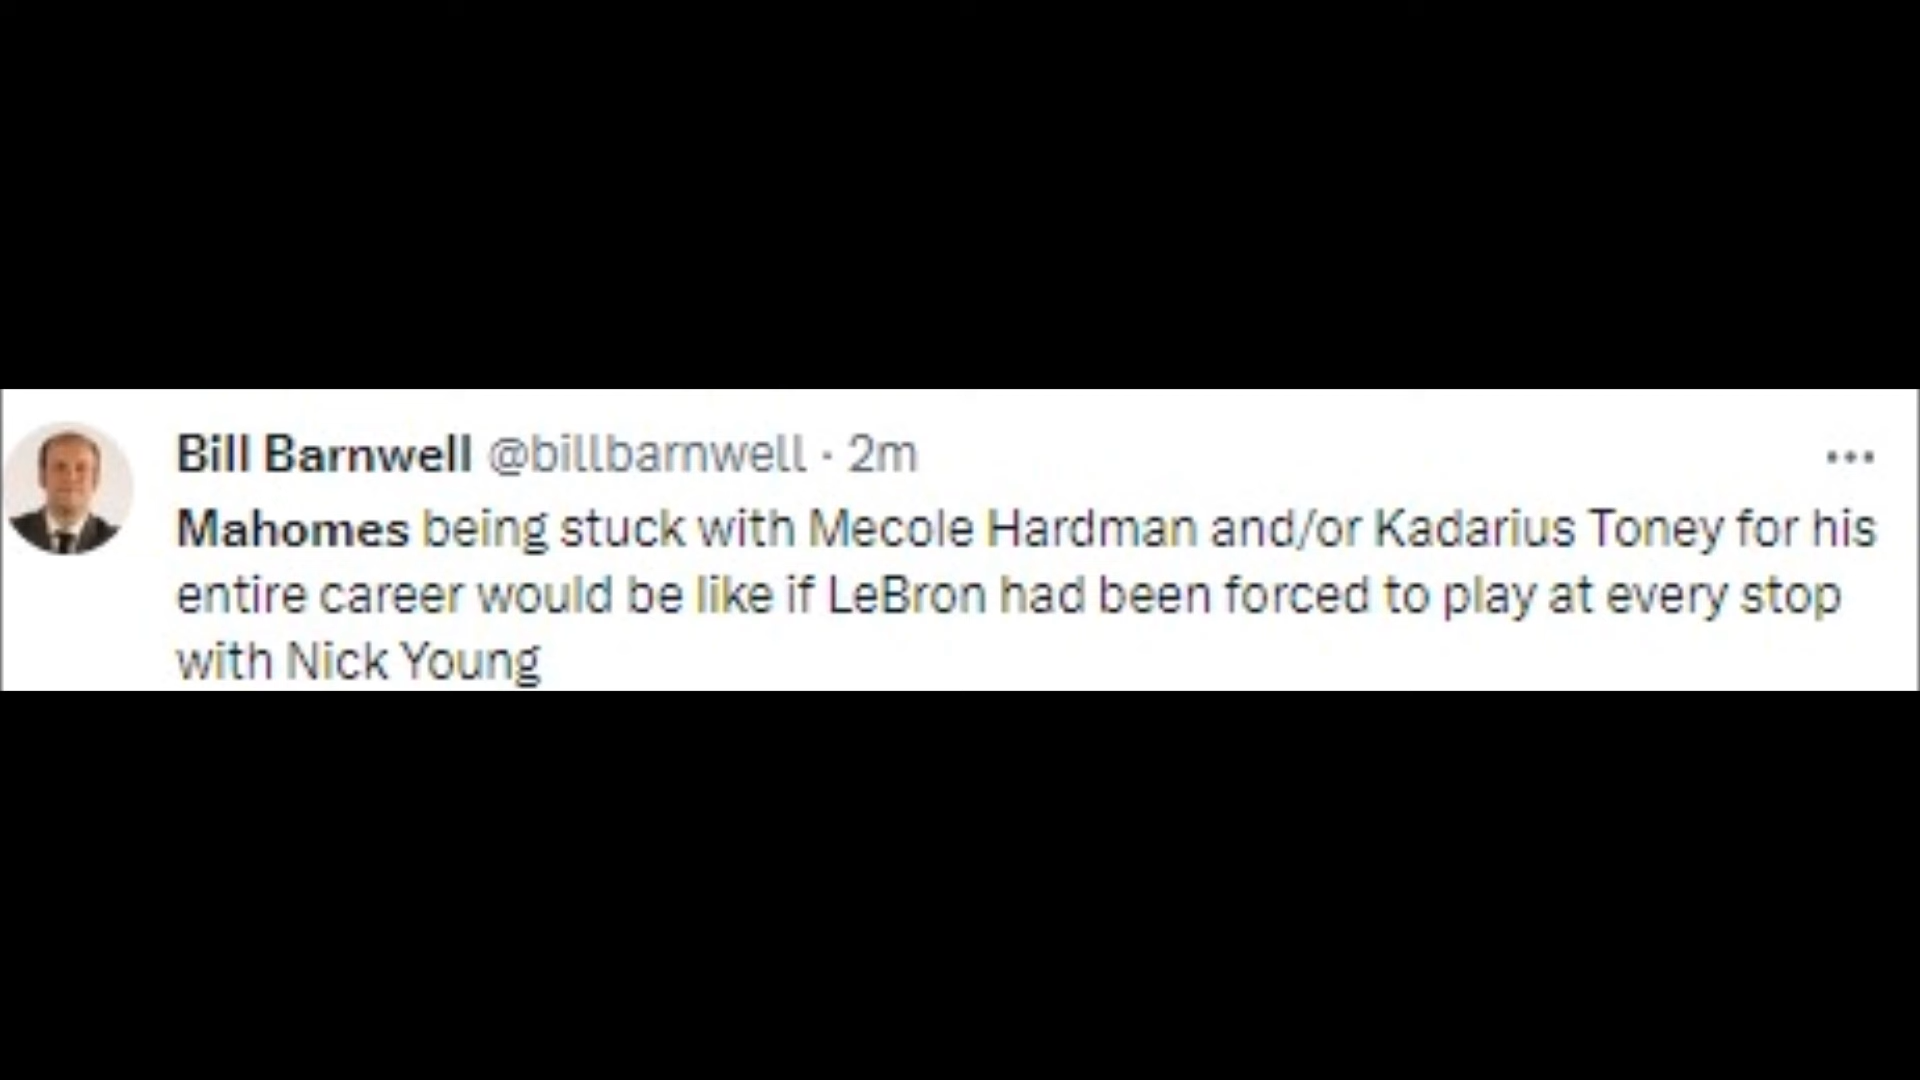 Bill Barnwell @billbarnwell · 2m
Mahomes being stuck with Mecole Hardman and/or Kadarius Toney for his
entire career would be like if LeBron had been forced to play at every stop
with Nick Young